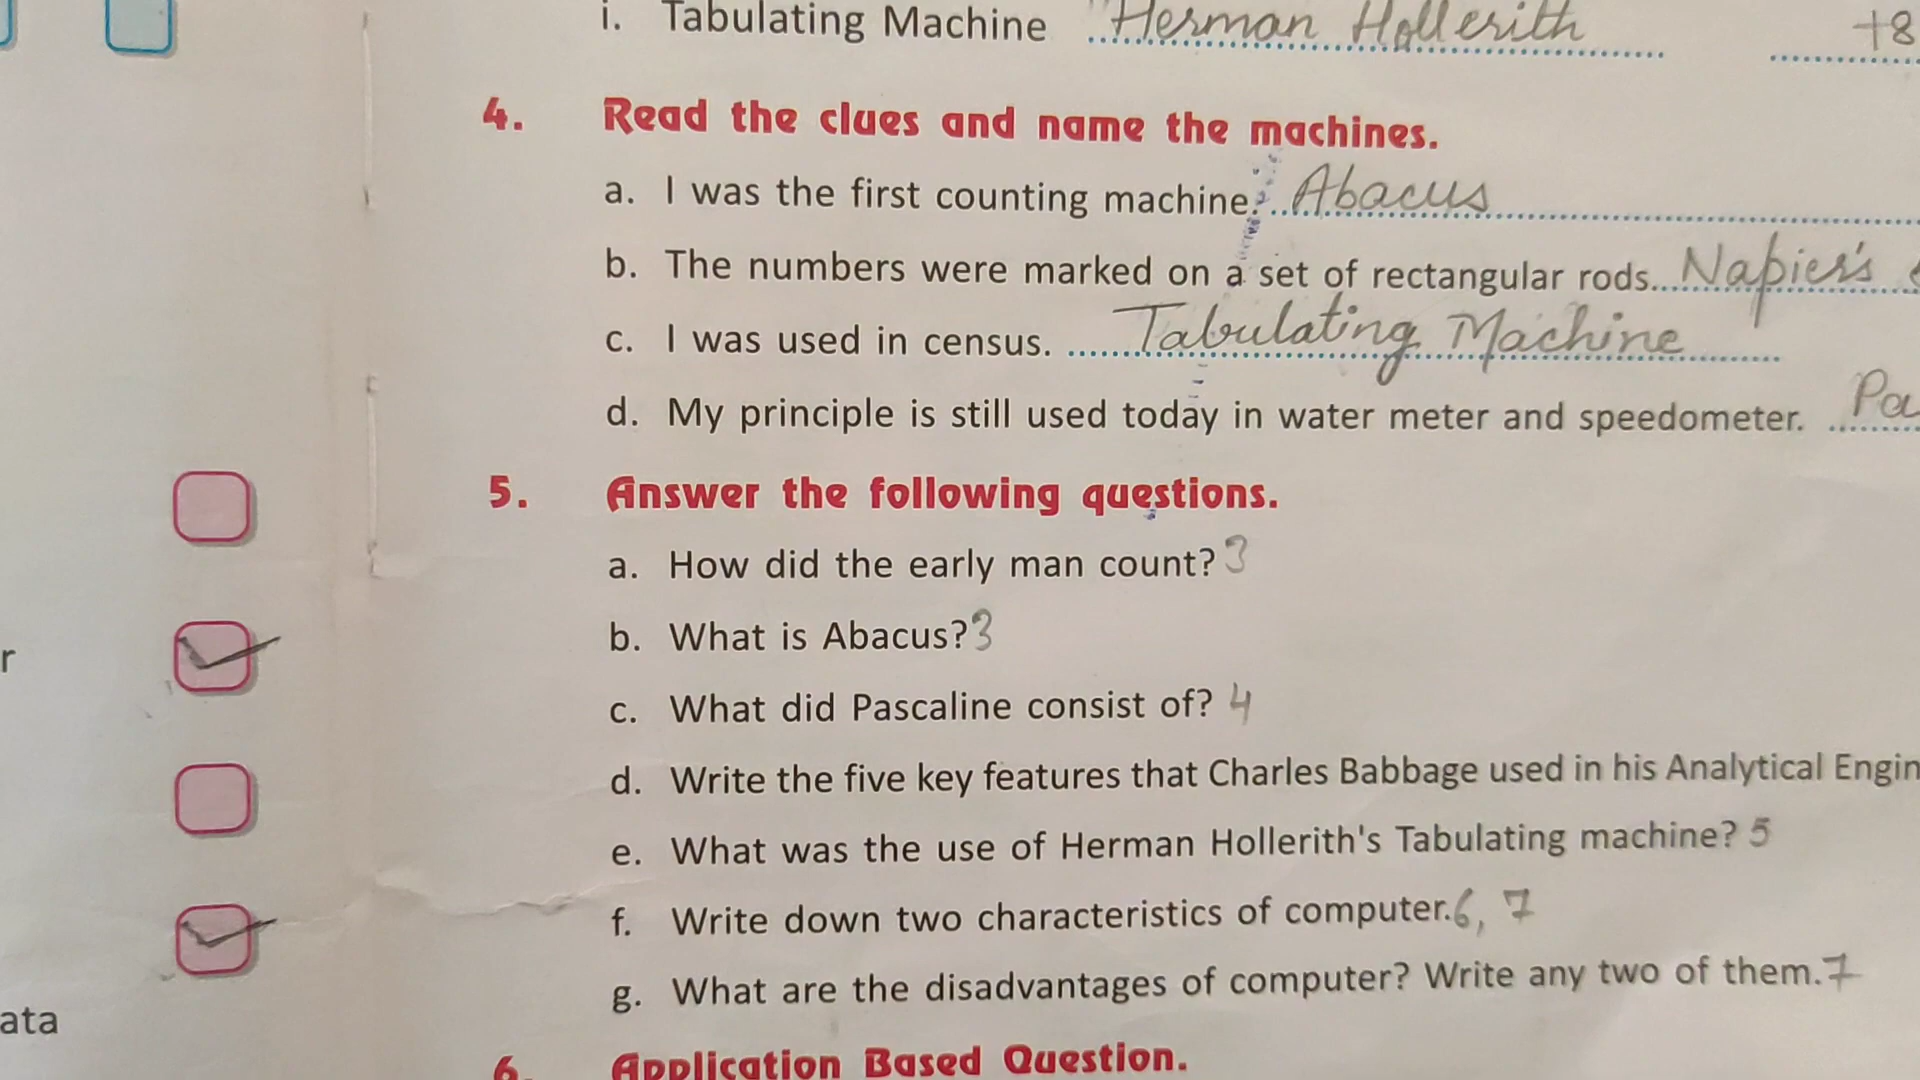 i. Tabulating Machine "Herman Hollerith +8
4. Read the clues and name the machines.
a. I was the first counting machine. Abacus
b. The numbers were marked on a set of rectangular rods. Napier's
c. I was used in census. Tabulating Machine
d. My principle is still used today in water meter and speedometer. Pa
5. Answer the following questions.
a. How did the early man count? 3
b. What is Abacus? 3
r
c. What did Pascaline consist of? 4
d. Write the five key features that Charles Babbage used in his Analytical Engin
e. What was the use of Herman Hollerith's Tabulating machine? 5
f. Write down two characteristics of computer. 6, 7
g. What are the disadvantages of computer? Write any two of them. 7
ata
6. Application Based Question.